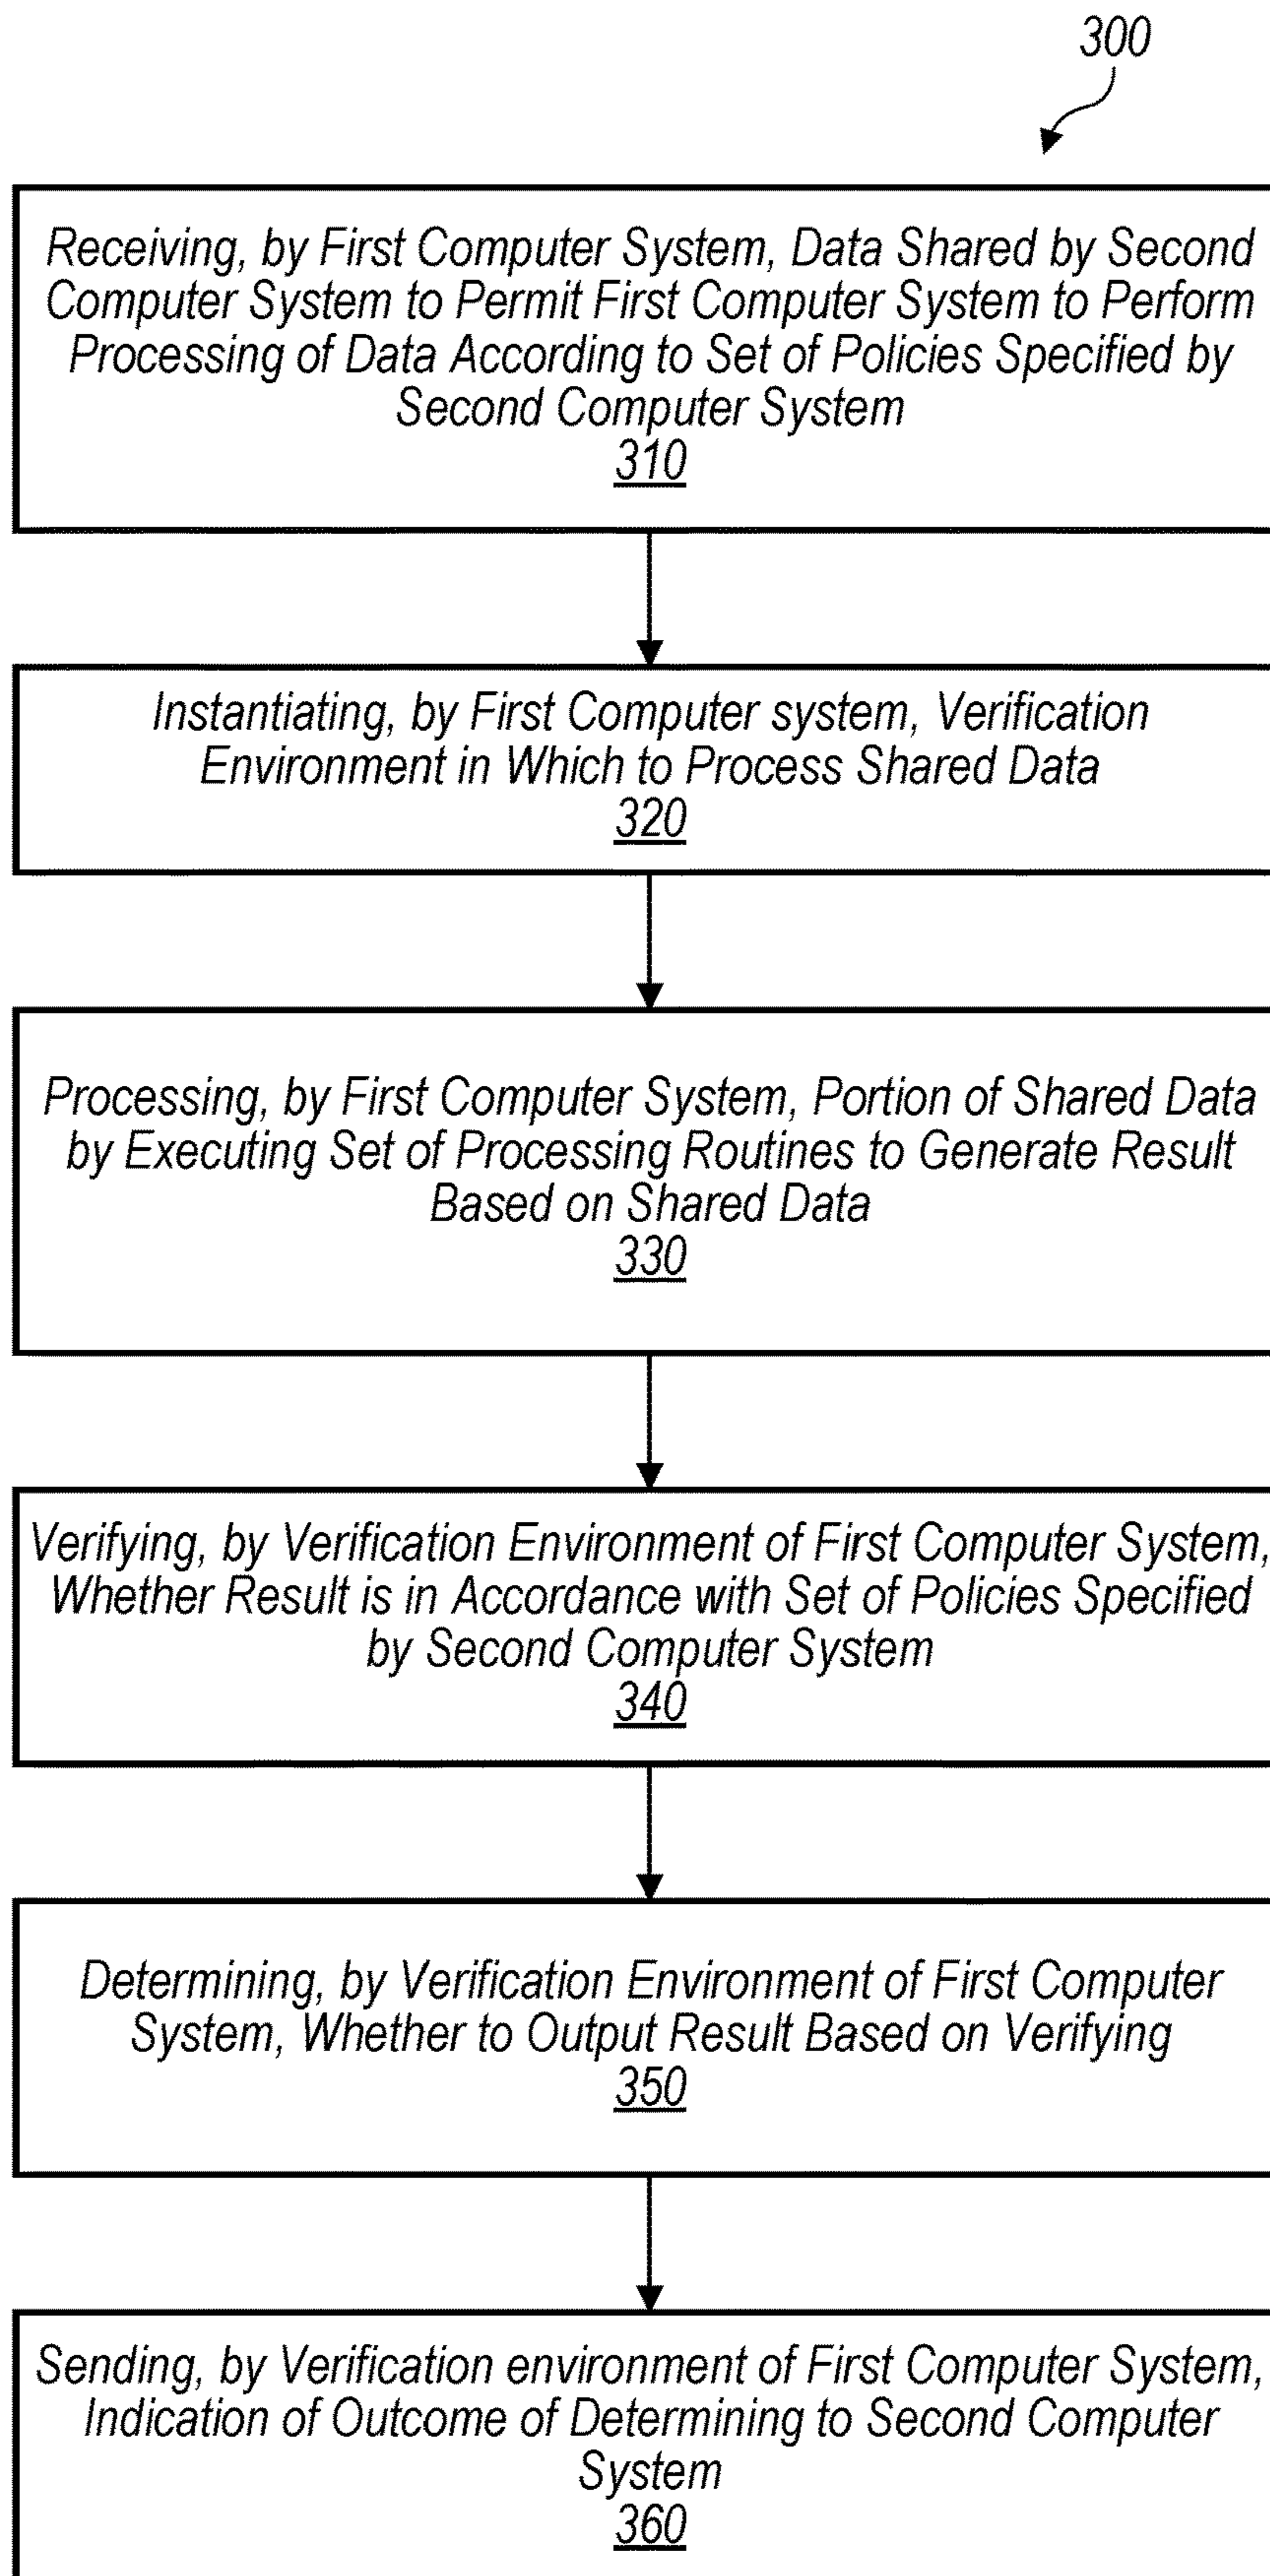 300
Receiving, by First Computer System, Data Shared by Second
Computer System to Permit First Computer System to Perform
Processing of Data According to Set of Policies Specified by
Second Computer System
310
Instantiating, by First Computer system, Verification
Environment in Which to Process Shared Data
320
Processing, by First Computer System, Portion of Shared Data
by Executing Set of Processing Routines to Generate Result
Based on Shared Data
330
Verifying, by Verification Environment of First Computer System,
Whether Result is in Accordance with Set of Policies Specified
by Second Computer System
340
Determining, by Verification Environment of First Computer
System, Whether to Output Result Based on Verifying
350
Sending, by Verification environment of First Computer System,
Indication of Outcome of Determining to Second Computer
System
360